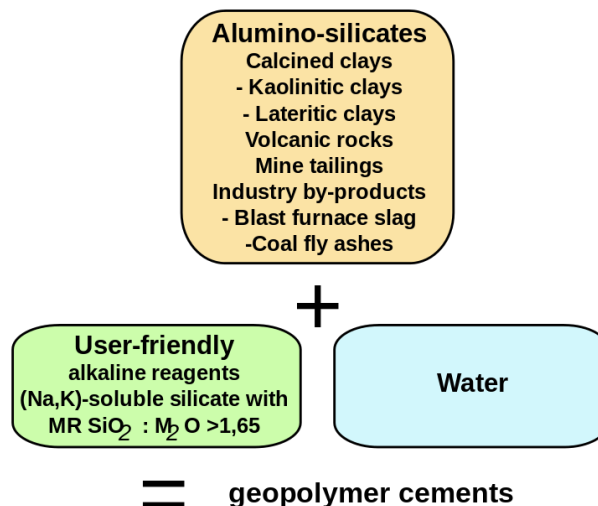 Alumino-silicates
Calcined clays
- Kaolinitic clays
- Lateritic clays
Volcanic rocks
Mine tailings
Industry by-products
- Blast furnace slag
-Coal fly ashes
+
User-friendly
alkaline reagents
(Na,K)-soluble silicate with
MR SiO2 : M2O >1,65
Water
= geopolymer cements